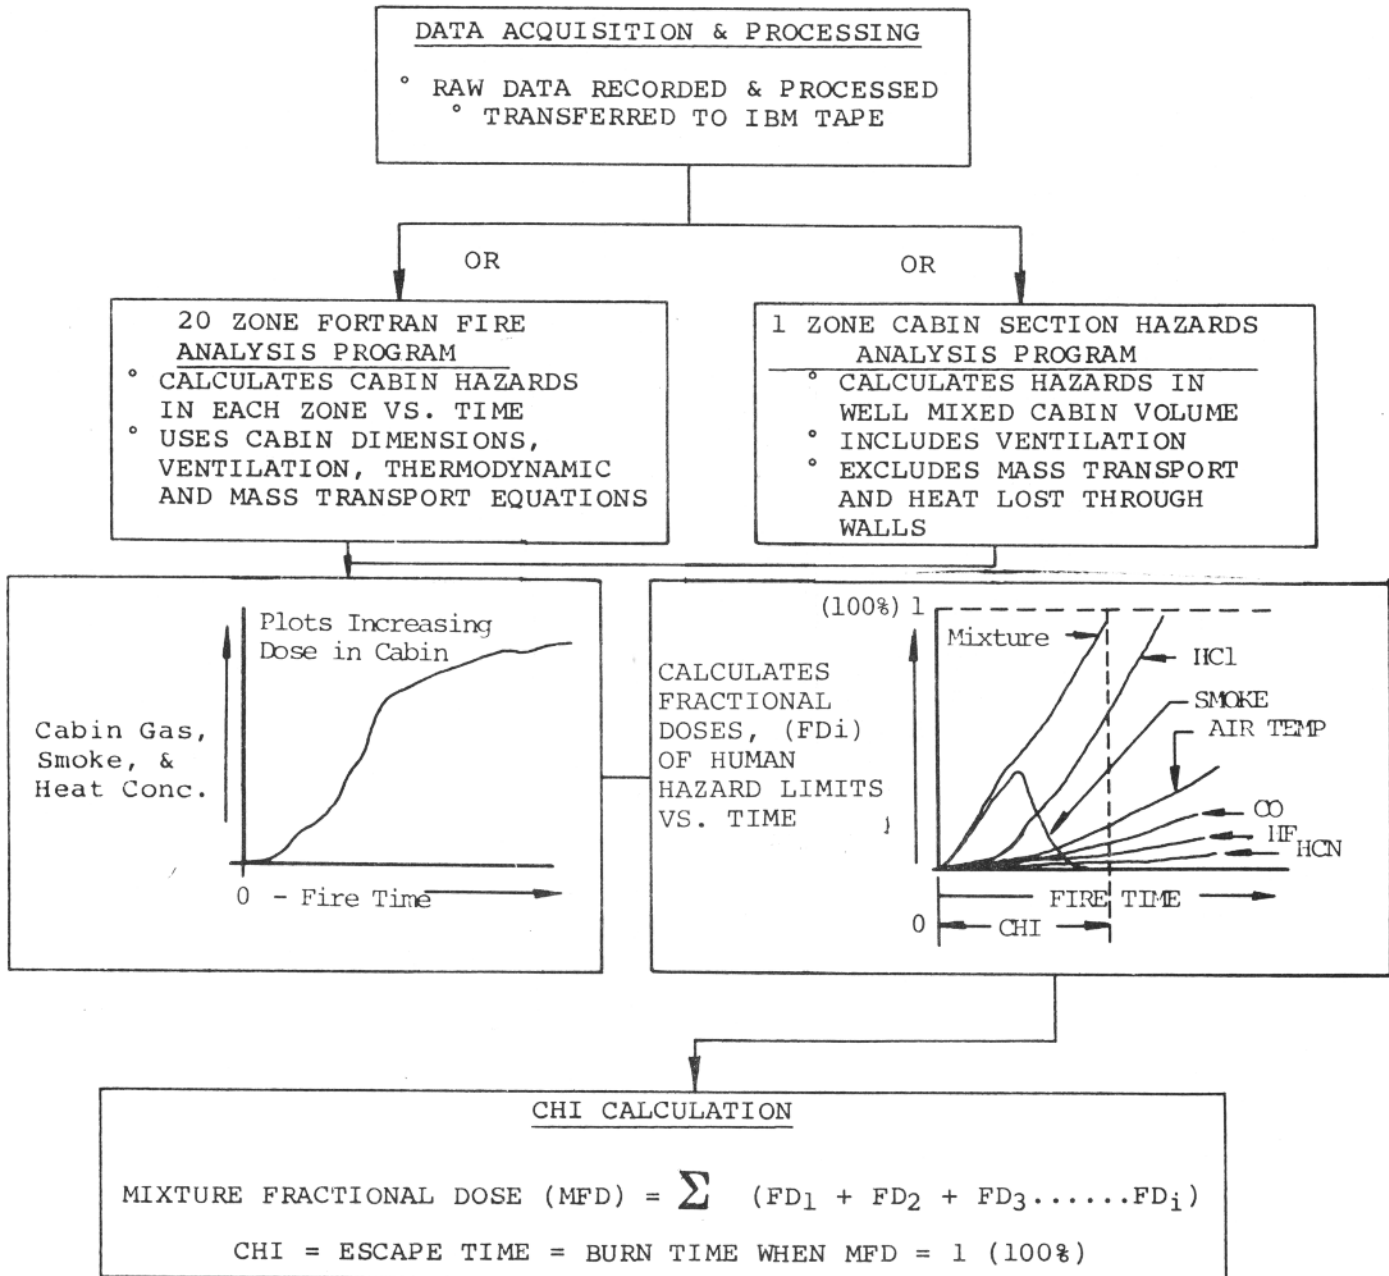 DATA ACQUISITION & PROCESSING
° RAW DATA RECORDED & PROCESSED
° TRANSFERRED TO IBM TAPE
OR
OR
20 ZONE FORTRAN FIRE
ANALYSIS PROGRAM
° CALCULATES CABIN HAZARDS
IN EACH ZONE VS. TIME
° USES CABIN DIMENSIONS,
VENTILATION, THERMODYNAMIC
AND MASS TRANSPORT EQUATIONS
1 ZONE CABIN SECTION HAZARDS
ANALYSIS PROGRAM
° CALCULATES HAZARDS IN
WELL MIXED CABIN VOLUME
° INCLUDES VENTILATION
° EXCLUDES MASS TRANSPORT
AND HEAT LOST THROUGH
WALLS
Plots Increasing
Dose in Cabin
Cabin Gas,
Smoke, &
Heat Conc.
0 - Fire Time
CALCULATES
FRACTIONAL
DOSES, (FDi)
OF HUMAN
HAZARD LIMITS
VS. TIME
(100%) 1
Mixture
HCl
SMOKE
AIR TEMP
CO
HF
HCN
FIRE TIME
0
CHI
CHI CALCULATION
MIXTURE FRACTIONAL DOSE (MFD) = Σ (FD1 + FD2 + FD3......FDi)
CHI = ESCAPE TIME = BURN TIME WHEN MFD = 1 (100%)